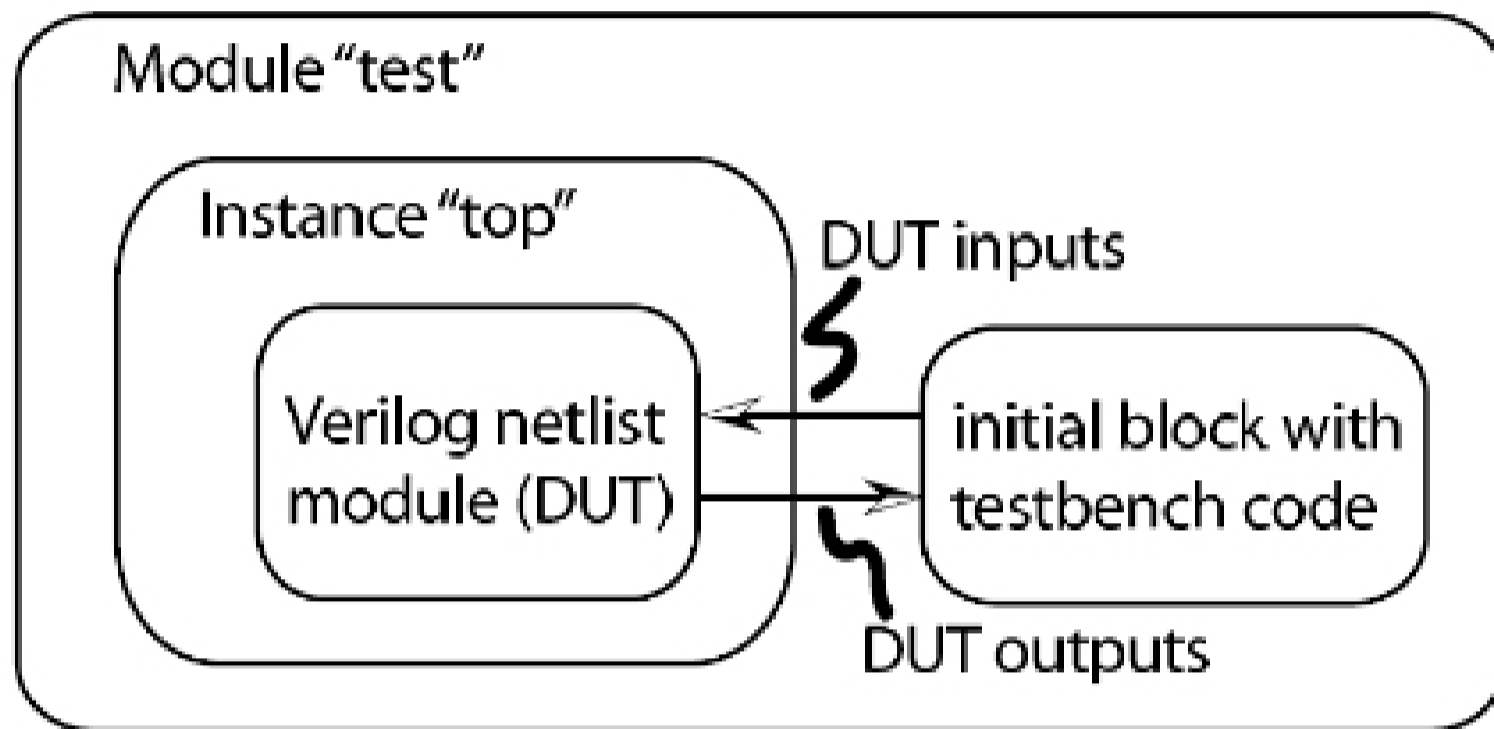 Module “test”
Instance “top”
DUT inputs
Verilog netlist
module (DUT)
initial block with
testbench code
DUT outputs